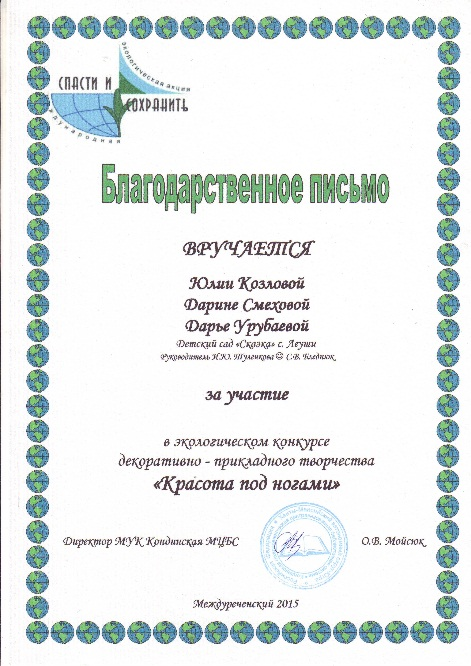 экологическая акция
СПАСТИ И
СОХРАНИТЬ
международная
Благодарственное письмо
ВРУЧАЕТСЯ
Юлии Козловой
Дарине Смеховой
Дарье Урубаевой
Детский сад «Сказка» с. Леуши
Руководитель Н.Ю. С.В.
за участие
в экологическом конкурсе
декоративно - прикладного творчества
«Красота под ногами»
Директор МУК Кондинская МЦБС
О.В. Мойсюк
Междуреченский 2015